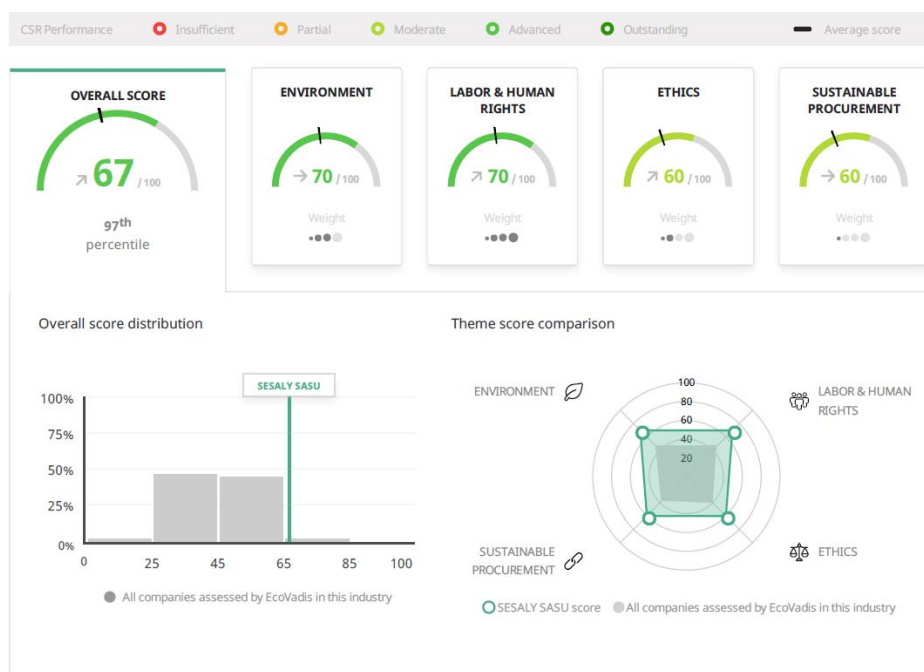 CSR Performance Insufficient Partial Moderate Advanced Outstanding Average score
OVERALL SCORE
67 / 100
97th
percentile
ENVIRONMENT
70 / 100
Weight
LABOR & HUMAN
RIGHTS
70 / 100
Weight
ETHICS
60 / 100
Weight
SUSTAINABLE
PROCUREMENT
60 / 100
Weight
Overall score distribution
SESALY SASU
100%
75%
50%
25%
0%
0 25 45 65 85 100
All companies assessed by EcoVadis in this industry
Theme score comparison
ENVIRONMENT
LABOR & HUMAN
RIGHTS
100
80
60
40
20
SUSTAINABLE
PROCUREMENT
ETHICS
SESALY SASU score All companies assessed by EcoVadis in this industry